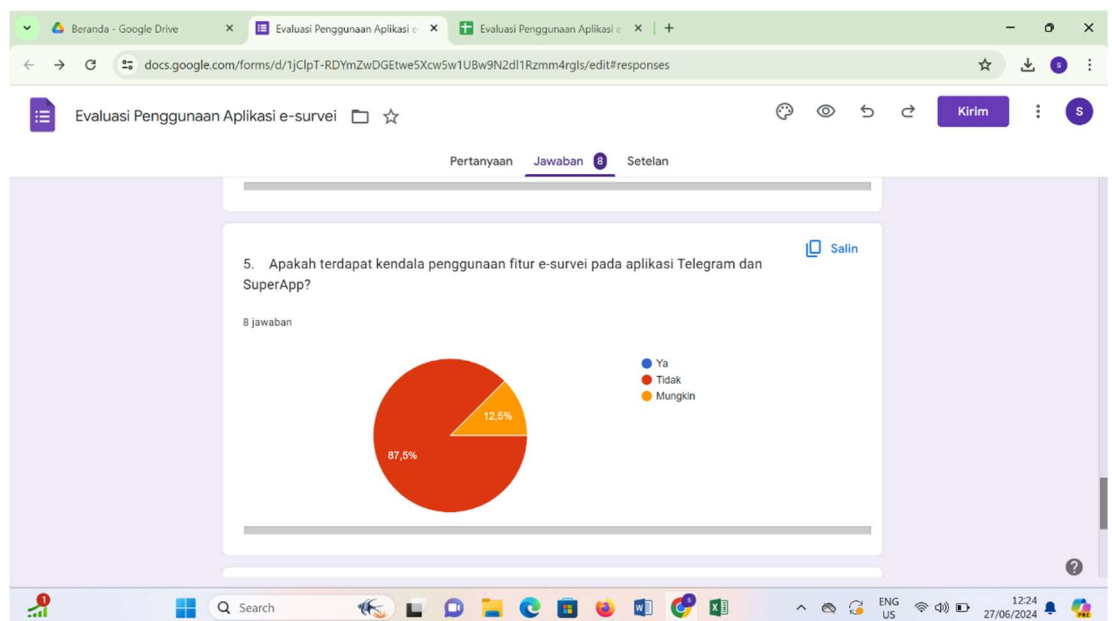 Beranda - Google Drive
Evaluasi Penggunaan Aplikasi e
Evaluasi Penggunaan Aplikasi e
docs.google.com/forms/d/1jClpT-RDYmZwDGEtwe5Xcw5w1UBw9N2dl1Rzmm4rgIs/edit#responses
S
Evaluasi Penggunaan Aplikasi e-survei
Kirim
S
Pertanyaan Jawaban 8 Setelan
Salin
5. Apakah terdapat kendala penggunaan fitur e-survei pada aplikasi Telegram dan
SuperApp?
8 jawaban
Ya
Tidak
Mungkin
12,5%
87,5%
1
Search
ENG
US
12:24
27/06/2024
PRE